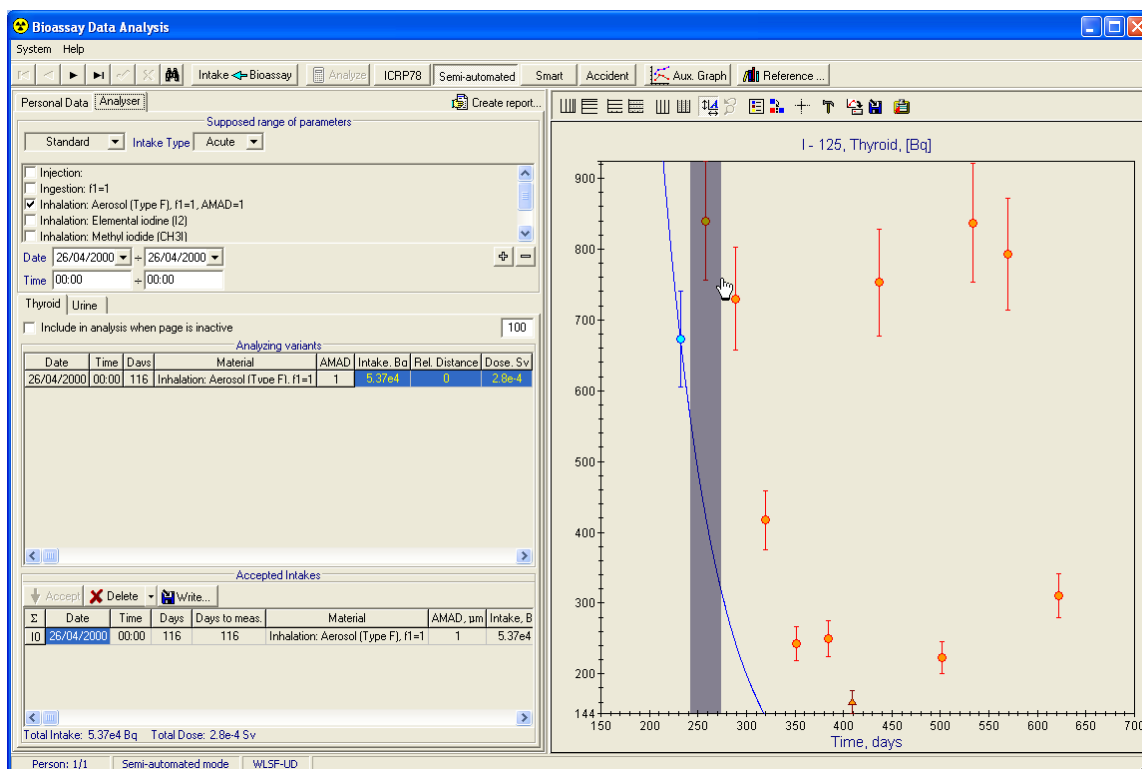 Bioassay Data Analysis
System Help
Intake Bioassay Analyze ICRP78 Semi-automated Smart Accident Aux. Graph Reference ...
Personal Data Analyser Create report...
Supposed range of parameters
Standard Intake Type Acute
Injection:
Ingestion: f1=1
Inhalation: Aerosol (Type F), f1=1, AMAD=1
Inhalation: Elemental iodine (I2)
Inhalation: Methyl iodide (CH3I)
Date 26/04/2000 ÷ 26/04/2000
Time 00:00 ÷ 00:00
Thyroid Urine
Include in analysis when page is inactive 100
Analyzing variants
Date Time Days Material AMAD Intake, Bq Rel. Distance Dose, Sv
26/04/2000 00:00 116 Inhalation: Aerosol (Type F), f1=1 1 5.37e4 0 2.8e-4
Accepted Intakes
Accept Delete Write...
Σ Date Time Days Days to meas. Material AMAD, µm Intake, B
I0 26/04/2000 00:00 116 116 Inhalation: Aerosol (Type F), f1=1 1 5.37e4
Total Intake: 5.37e4 Bq Total Dose: 2.8e-4 Sv
Person: 1/1 Semi-automated mode WLSF-UD
I - 125, Thyroid, [Bq]
900
800
700
600
500
400
300
200
144
150 200 250 300 350 400 450 500 550 600 650 700
Time, days